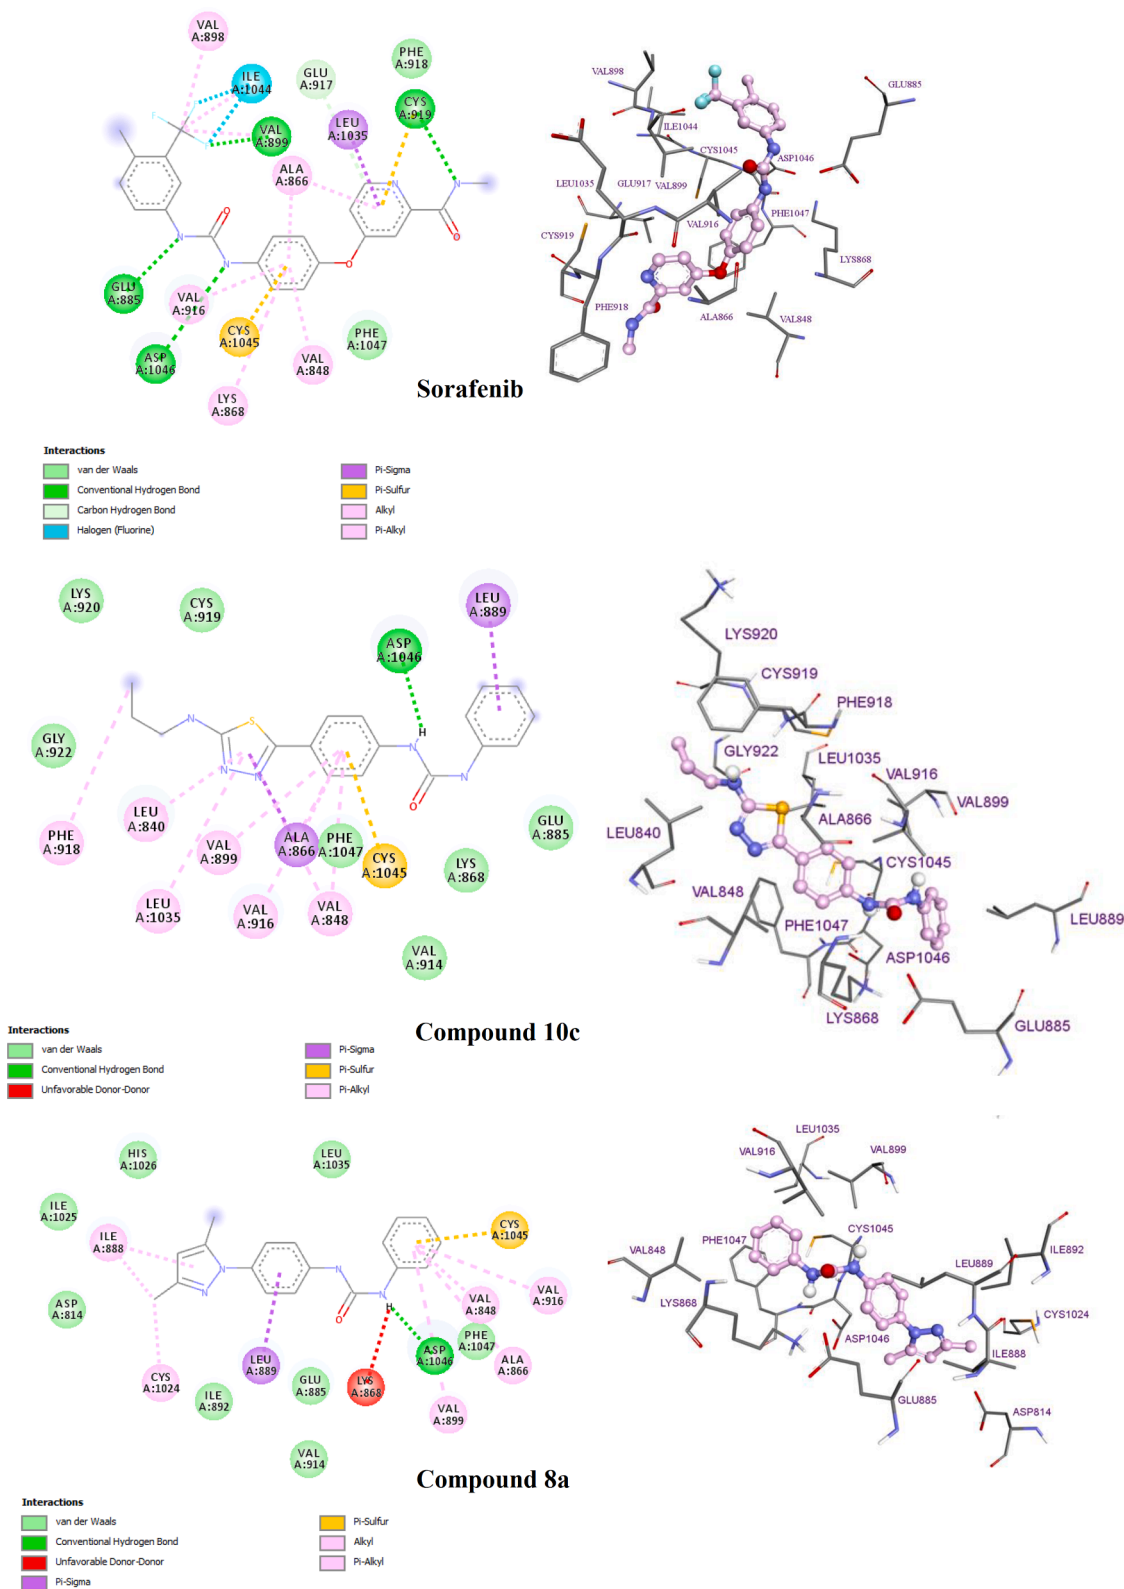 VAL
A:898
ILE
A:1044
GLU
A:917
PHE
A:918
CYS
A:919
VAL
A:899
LEU
A:1035
ALA
A:866
GLU
A:885
VAL
A:916
CYS
A:1045
ASP
A:1046
PHE
A:1047
VAL
A:848
LYS
A:868
F
F
N
O
N
O
N
N
O
VAL898
GLU885
ILE1044
CYS1045
ASP1046
LEU1035
GLU917
VAL899
VAL916
PHE1047
CYS919
LYS868
PHE918
ALA866
VAL848
Sorafenib
Interactions
van der Waals
Conventional Hydrogen Bond
Carbon Hydrogen Bond
Halogen (Fluorine)
Pi-Sigma
Pi-Sulfur
Alkyl
Pi-Alkyl
LYS
A:920
CYS
A:919
LEU
A:889
ASP
A:1046
GLY
A:922
PHE
A:918
LEU
A:840
VAL
A:899
ALA
A:866
PHE
A:1047
CYS
A:1045
LYS
A:868
GLU
A:885
LEU
A:1035
VAL
A:916
VAL
A:848
VAL
A:914
N
S
N
N
H
N
O
N
LYS920
CYS919
PHE918
GLY922
LEU1035
VAL916
VAL899
LEU840
ALA866
CYS1045
VAL848
PHE1047
LEU889
ASP1046
LYS868
GLU885
Compound 10c
Interactions
van der Waals
Conventional Hydrogen Bond
Unfavorable Donor-Donor
Pi-Sigma
Pi-Sulfur
Pi-Alkyl
HIS
A:1026
LEU
A:1035
ILE
A:1025
ILE
A:888
CYS
A:1045
ASP
A:814
VAL
A:848
VAL
A:916
PHE
A:1047
ASP
A:1046
ALA
A:866
CYS
A:1024
LEU
A:889
ILE
A:892
GLU
A:885
LYS
A:868
VAL
A:899
VAL
A:914
N
N
N
O
N
H
LEU1035
VAL916
VAL899
PHE1047
CYS1045
VAL848
LEU889
ILE892
LYS868
CYS1024
ASP1046
ILE888
GLU885
ASP814
Compound 8a
Interactions
van der Waals
Conventional Hydrogen Bond
Unfavorable Donor-Donor
Pi-Sigma
Pi-Sulfur
Alkyl
Pi-Alkyl